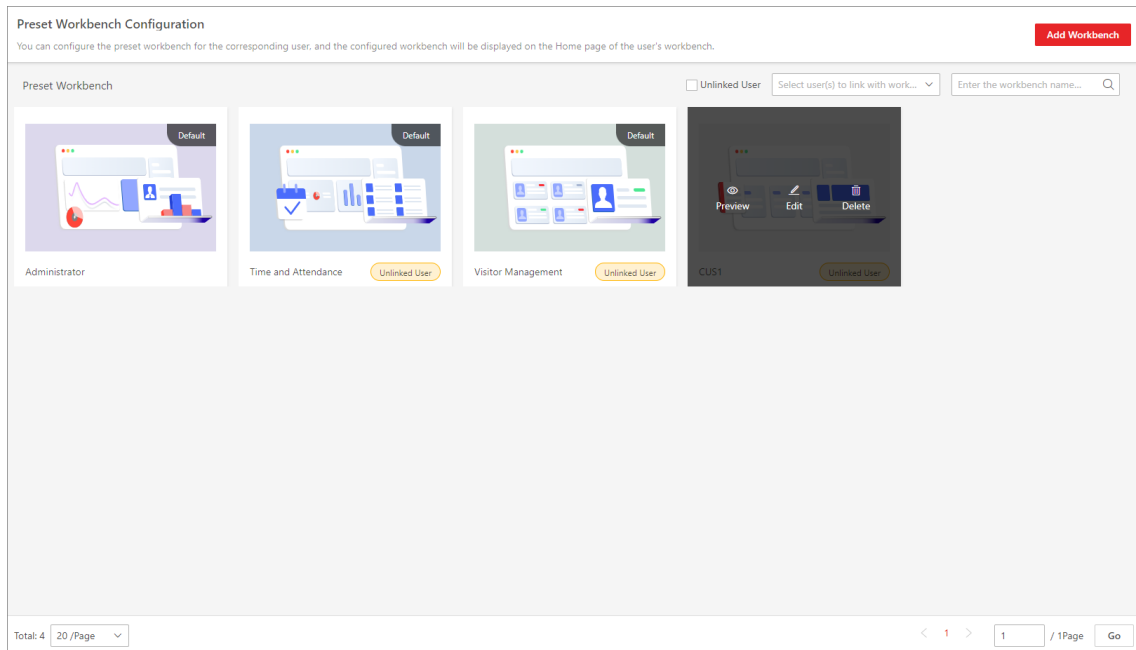 Preset Workbench Configuration
You can configure the preset workbench for the corresponding user. and the configured workbench will be displayed on the Home page of the user's workbench.
Add Workbench
Preset Workbench
Unlinked User
Select user(s) to link with work...
Enter the workbench name...
Default
Default
Default
Preview
Edit
Delete
Administrator
Time and Attendance
Unlinked User
Visitor Management
Unlinked User
CUS1
Unlinked User
Total: 4
20 /Page
1
1
/ 1Page
Go